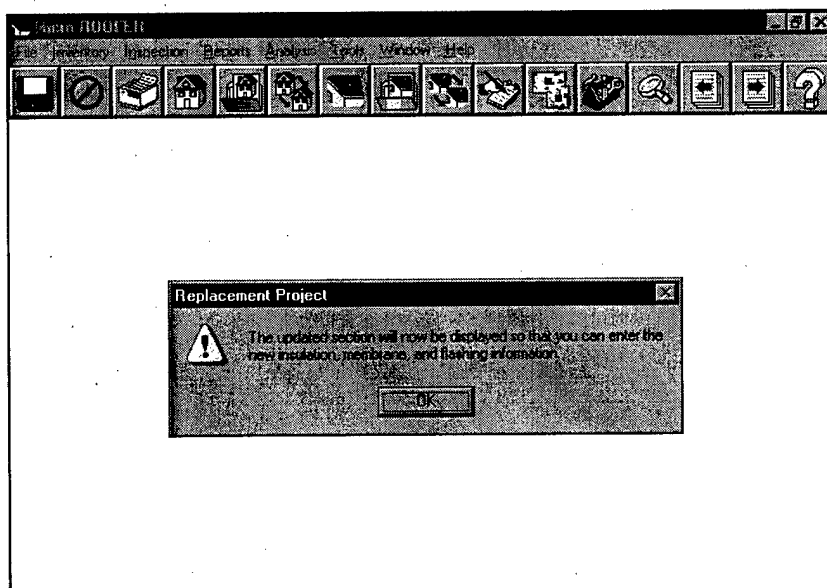 Micro ROOFER
File Inventory Inspection Reports Analysis Tools Window Help
Replacement Project
The updated section will now be displayed so that you can enter the
new insulation, membrane, and flashing information.
OK